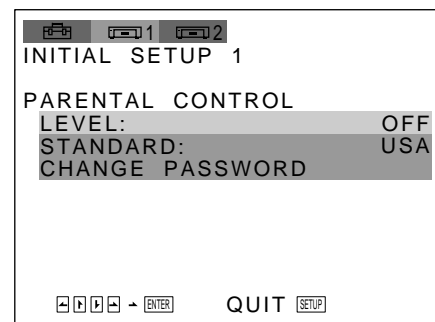 1 2
INITIAL SETUP 1
PARENTAL CONTROL
LEVEL: OFF
STANDARD: USA
CHANGE PASSWORD
ENTER QUIT SETUP